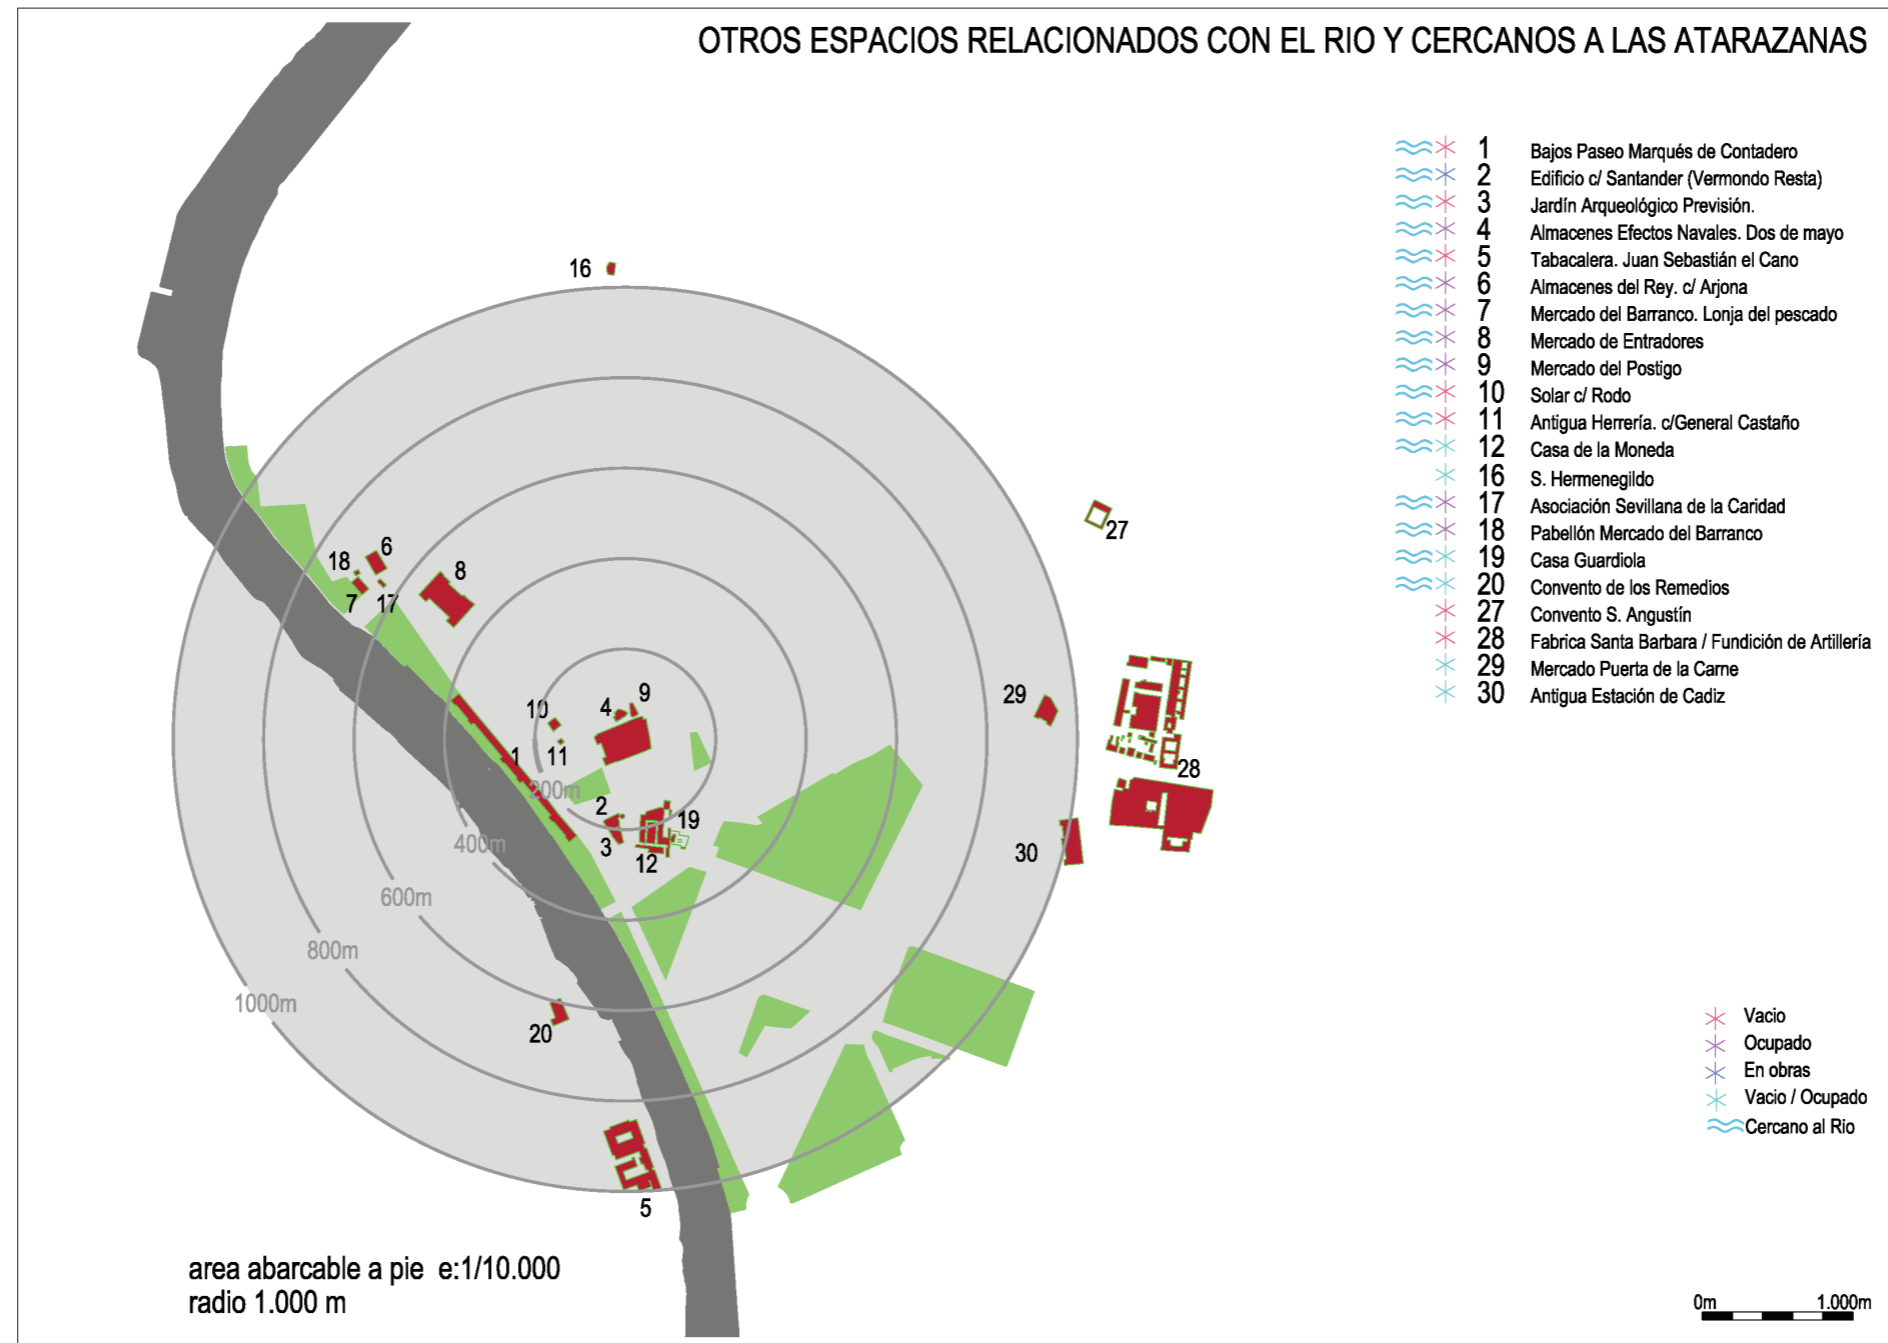 OTROS ESPACIOS RELACIONADOS CON EL RIO Y CERCANOS A LAS ATARAZANAS
1 Bajos Paseo Marqués de Contadero
2 Edificio c/ Santander (Vermondo Resta)
3 Jardín Arqueológico Previsión.
4 Almacenes Efectos Navales. Dos de mayo
5 Tabacalera. Juan Sebastián el Cano
6 Almacenes del Rey. c/ Arjona
7 Mercado del Barranco. Lonja del pescado
8 Mercado de Entradores
9 Mercado del Postigo
10 Solar c/ Rodo
11 Antigua Herrería. c/General Castaño
12 Casa de la Moneda
16 S. Hermenegildo
17 Asociación Sevillana de la Caridad
18 Pabellón Mercado del Barranco
19 Casa Guardiola
20 Convento de los Remedios
27 Convento S. Angustín
28 Fabrica Santa Barbara / Fundición de Artillería
29 Mercado Puerta de la Carne
30 Antigua Estación de Cadiz
16
27
18
6
8
7
17
29
10
4
9
1
11
28
200m
2
19
3
12
400m
30
600m
800m
1000m
20
5
Vacio
Ocupado
En obras
Vacio / Ocupado
Cercano al Rio
area abarcable a pie e:1/10.000
radio 1.000 m
0m 1.000m